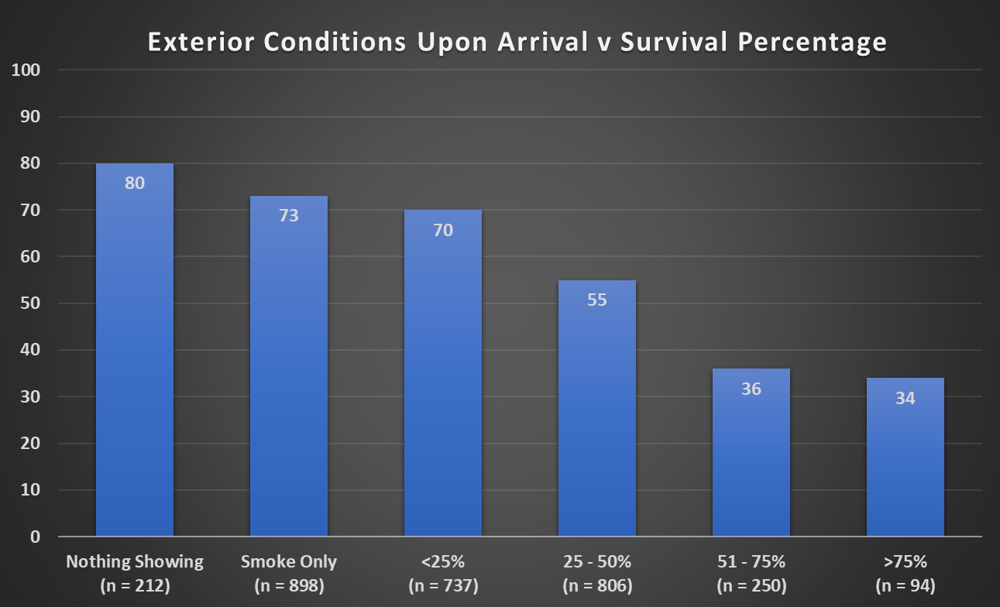 Exterior Conditions Upon Arrival v Survival Percentage
100
90
80
70
60
50
40
30
20
10
0
80
73
70
55
36
34
Nothing Showing
(n = 212)
Smoke Only
(n = 898)
<25%
(n = 737)
25 - 50%
(n = 806)
51 - 75%
(n = 250)
>75%
(n = 94)